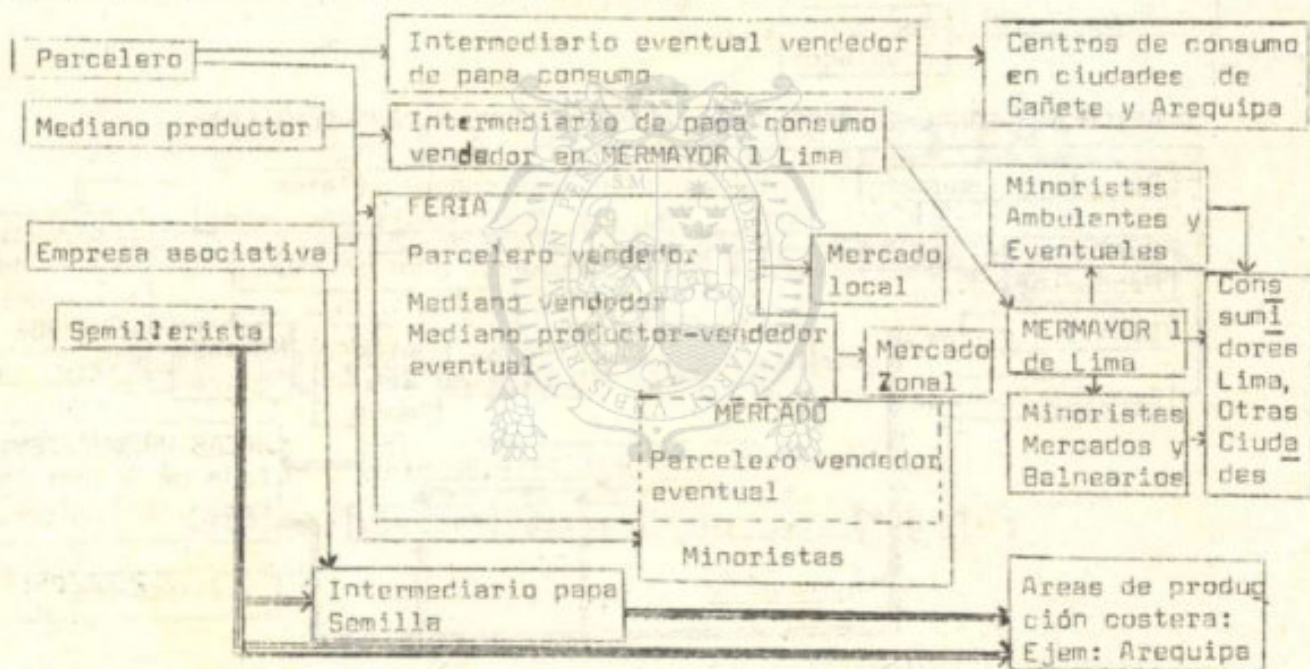 Parcelero
Intermediario eventual vendedor
de papa consumo
Centros de consumo
en ciudades de
Cañete y Arequipa
Mediano productor
Intermediario de papa consumo
vendedor en MERMAYOR 1 Lima
Minoristas
Ambulantes y
Eventuales
Empresa asociativa
FERIA
Parcelero vendedor
Mediano vendedor
Mediano productor-vendedor
eventual
Mercado
local
Semillerista
Mercado
Zonal
MERMAYOR 1
de Lima
Cons
sumi
dores
Lima,
Otras
Ciuda
des
MERCADO
Parcelero vendedor
eventual
Minoristas
Mercados y
Balnearios
Minoristas
Intermediario papa
Semilla
Areas de produc
ción costera:
Ejem: Arequipa